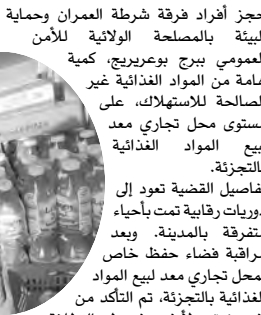 حجز أفراد فرقة شرطة العمران وحماية
البيئة بالمصلحة الولائية للأمن
العمومي ببرج بوعريريج، كمية
هامة من المواد الغذائية غير
الصالحة للاستهلاك، على
مستوى محل تجاري معد
لبيع المواد الغذائية
بالتجزئة.
تفاصيل القضية تعود إلى
دوريات رقابية تمت بأحياء
متفرقة بالمدينة. وبعد
مراقبة فضاء حفظ خاص
بمحل تجاري معد لبيع المواد
الغذائية بالتجزئة، تم التأكد من